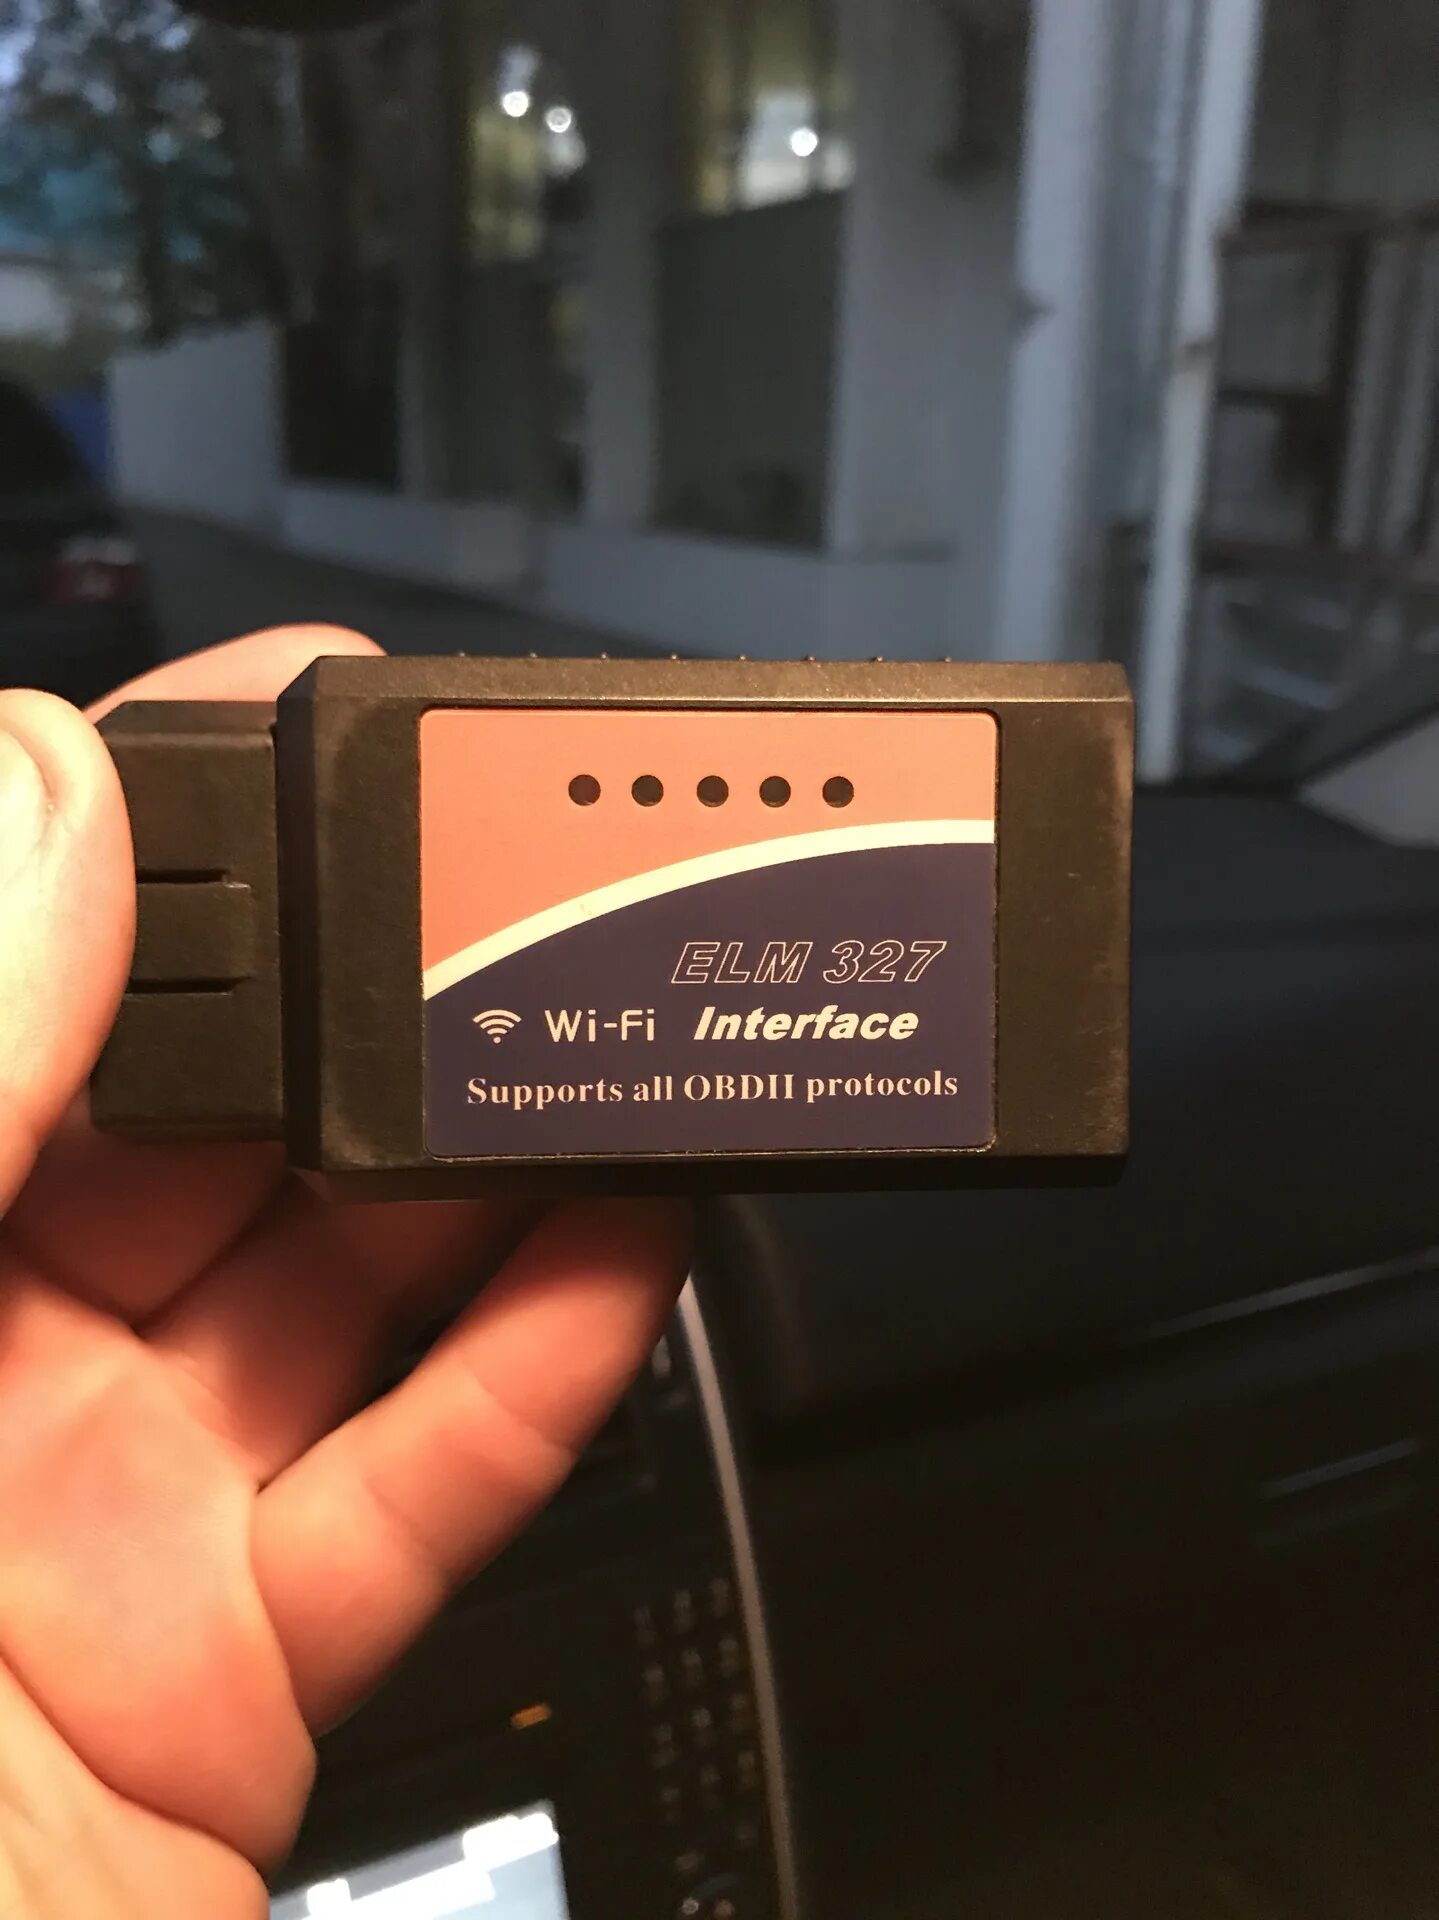 ELM 327
Wi-Fi Interface
Supports all OBDII protocols